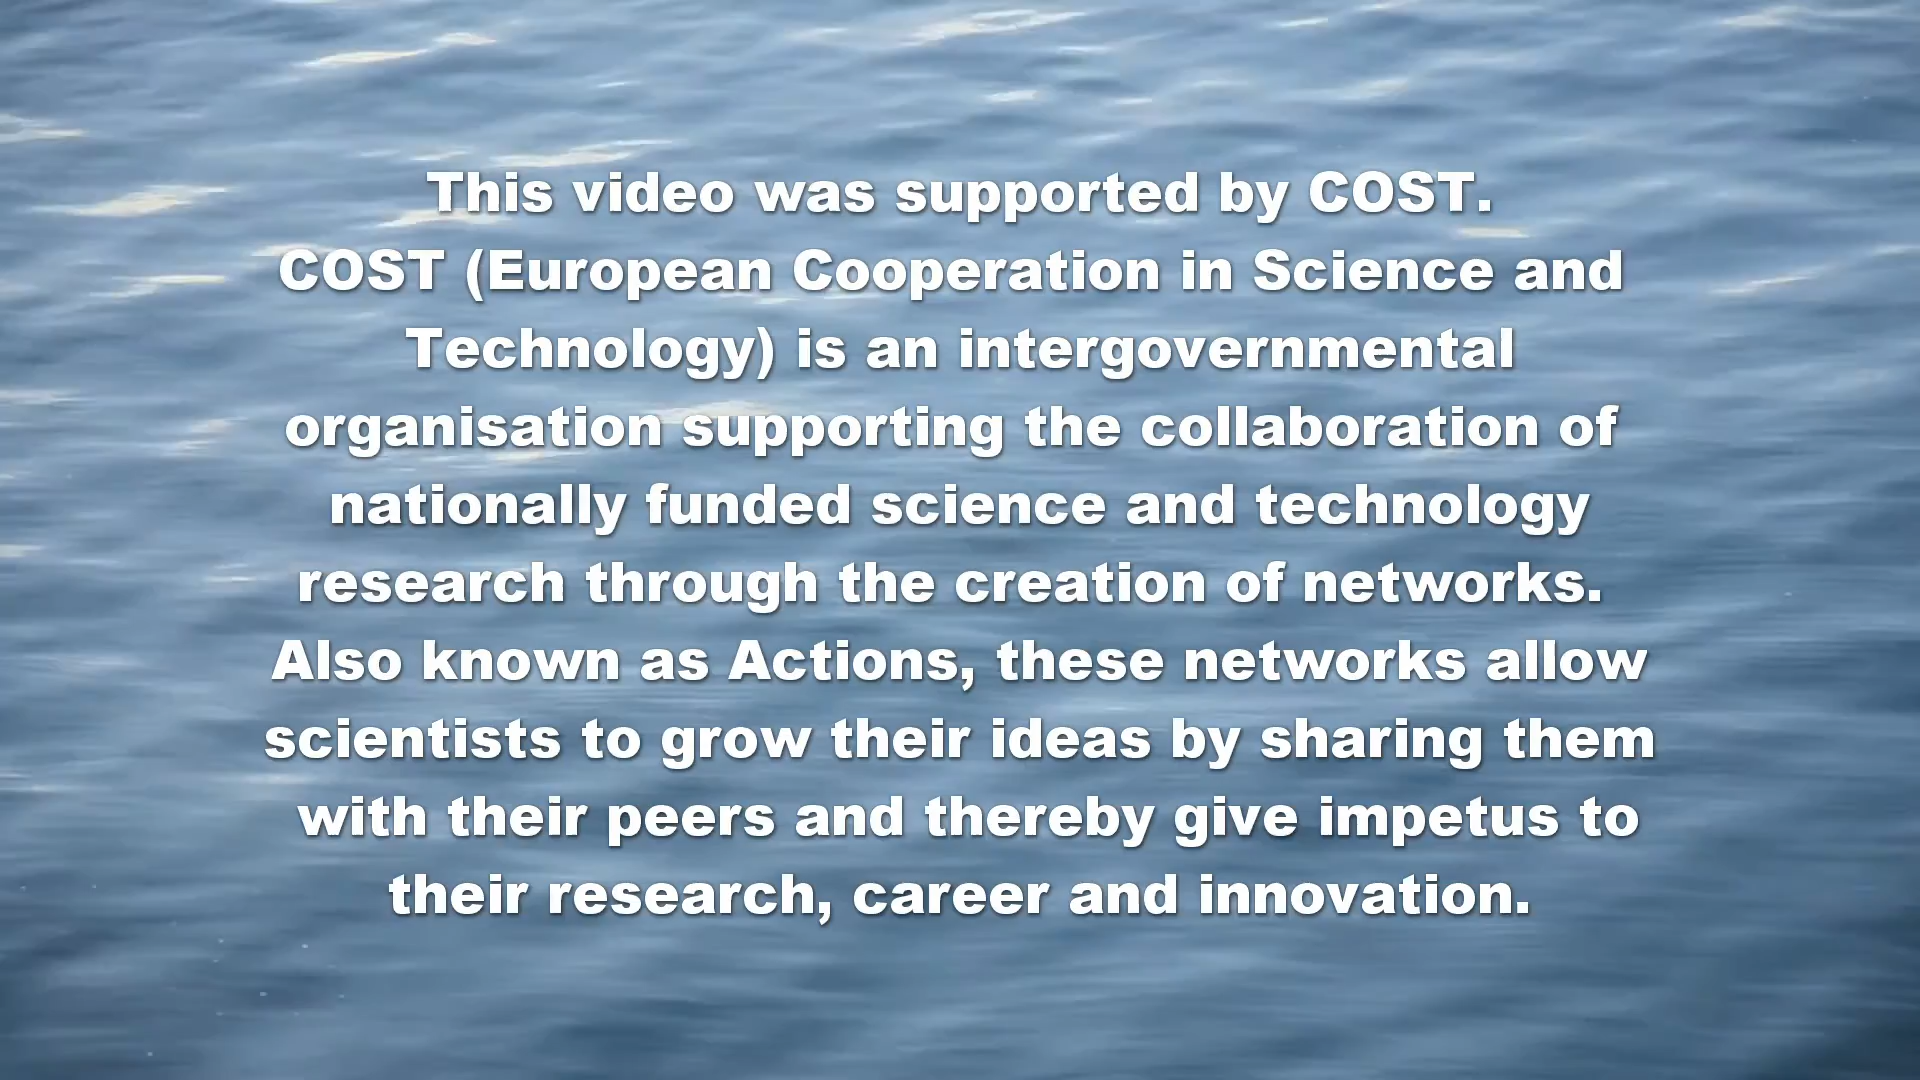 This video was supported by COST.
COST (European Cooperation in Science and
Technology) is an intergovernmental
organisation supporting the collaboration of
nationally funded science and technology
research through the creation of networks.
Also known as Actions, these networks allow
scientists to grow their ideas by sharing them
with their peers and thereby give impetus to
their research, career and innovation.